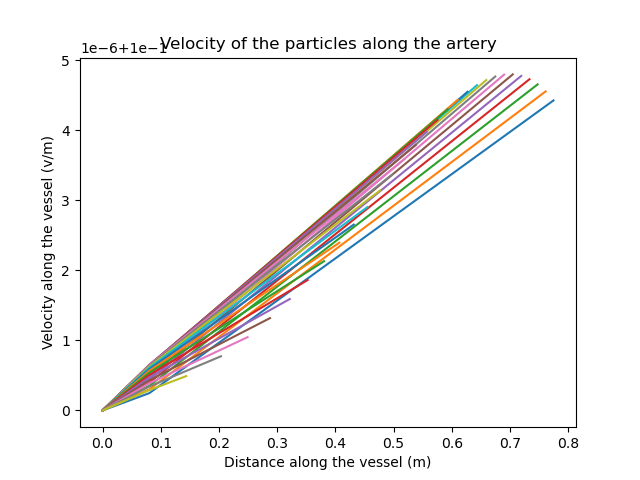 Velocity of the particles along the artery
1e−6+1e−1
5
4
3
2
1
0
Velocity along the vessel (v/m)
0.0 0.1 0.2 0.3 0.4 0.5 0.6 0.7 0.8
Distance along the vessel (m)